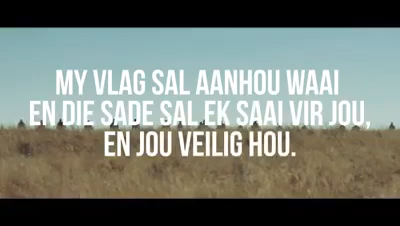 MY VLAG SAL AANHOU WAAI
EN DIE SADE SAL EK SAAI VIR JOU,
EN JOU VEILIG HOU.